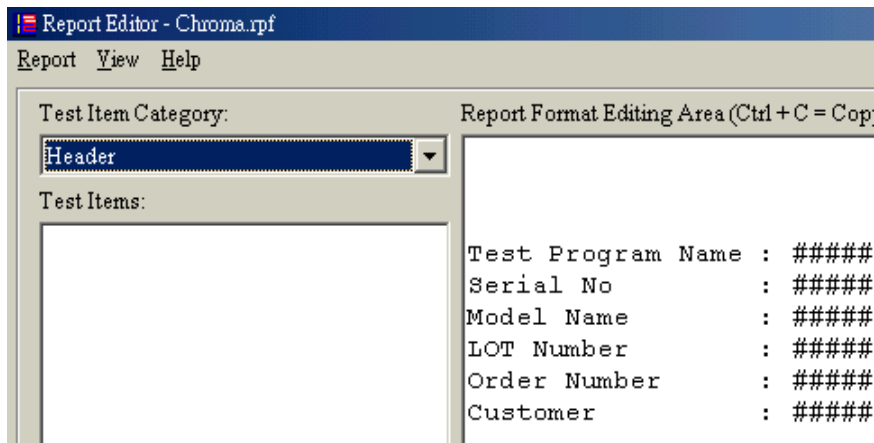 Report Editor - Chroma.rpf
Report View Help
Test Item Category:
Header
Test Items:
Report Format Editing Area (Ctrl + C = Cop
Test Program Name : #####
Serial No : #####
Model Name : #####
LOT Number : #####
Order Number : #####
Customer : #####